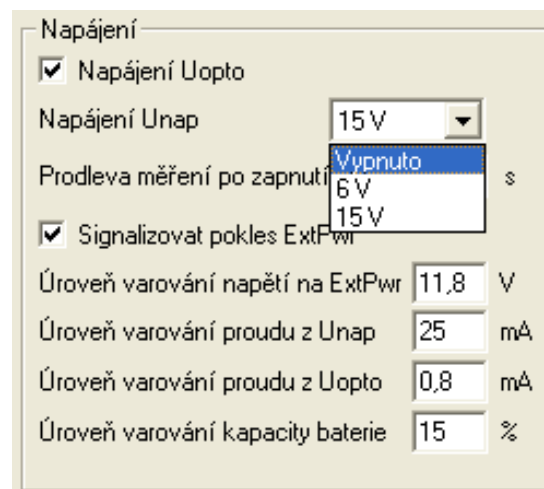 Napájení
Napájení Uopto
Napájení Unap 15 V
Vypnuto
Prodleva měření po zapnutí s
6 V
15 V
Signalizovat pokles ExtPwr
Úroveň varování napětí na ExtPwr 11,8 V
Úroveň varování proudu z Unap 25 mA
Úroveň varování proudu z Uopto 0,8 mA
Úroveň varování kapacity baterie 15 %